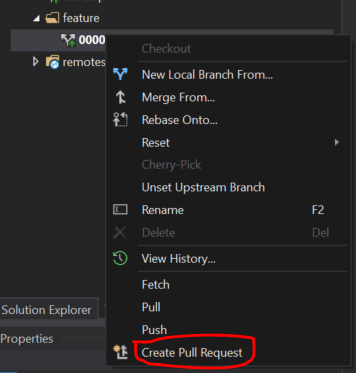 feature
0000
remotes
Checkout
New Local Branch From...
Merge From...
Rebase Onto...
Reset
Cherry-Pick
Unset Upstream Branch
Rename F2
Delete Del
View History...
Fetch
Pull
Push
Create Pull Request
Solution Explorer
Properties